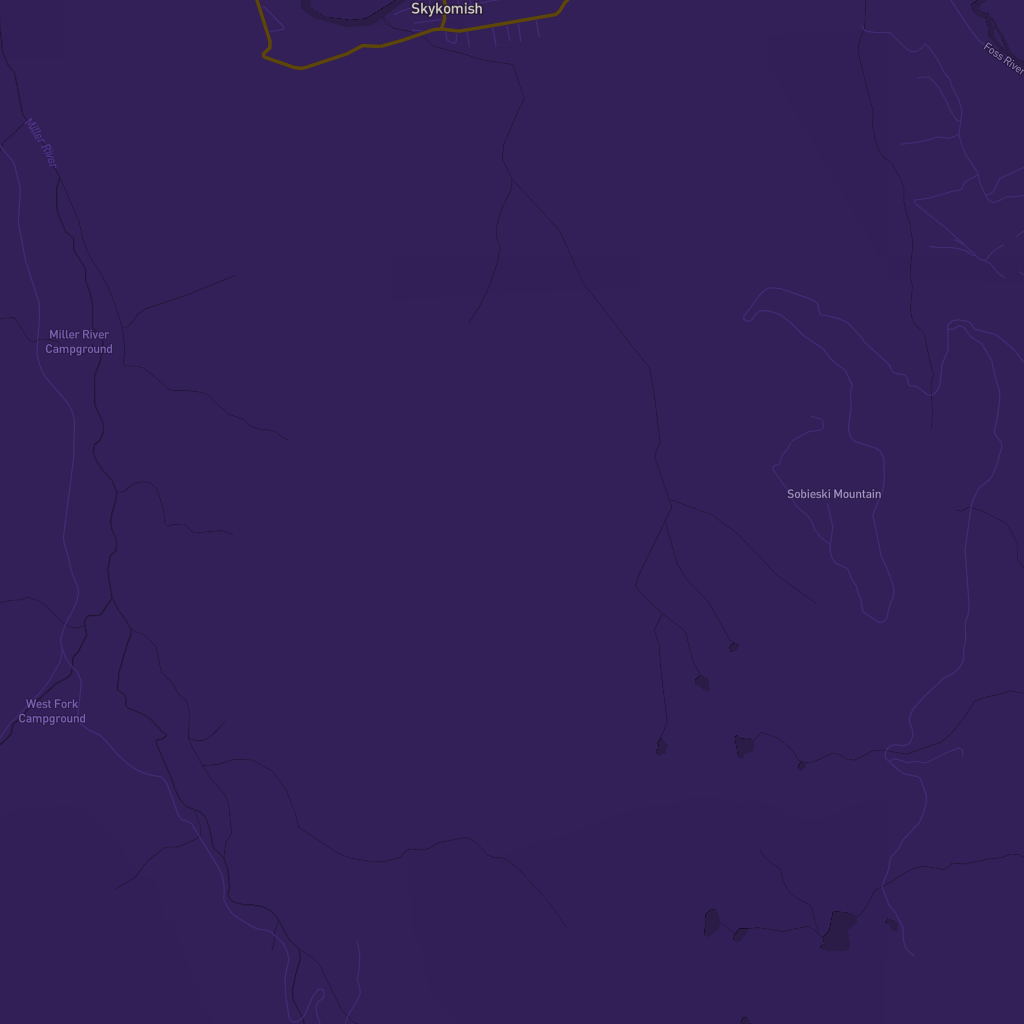 Skykomish
Foss River
Miller River
Miller River
Campground
Sobieski Mountain
West Fork
Campground